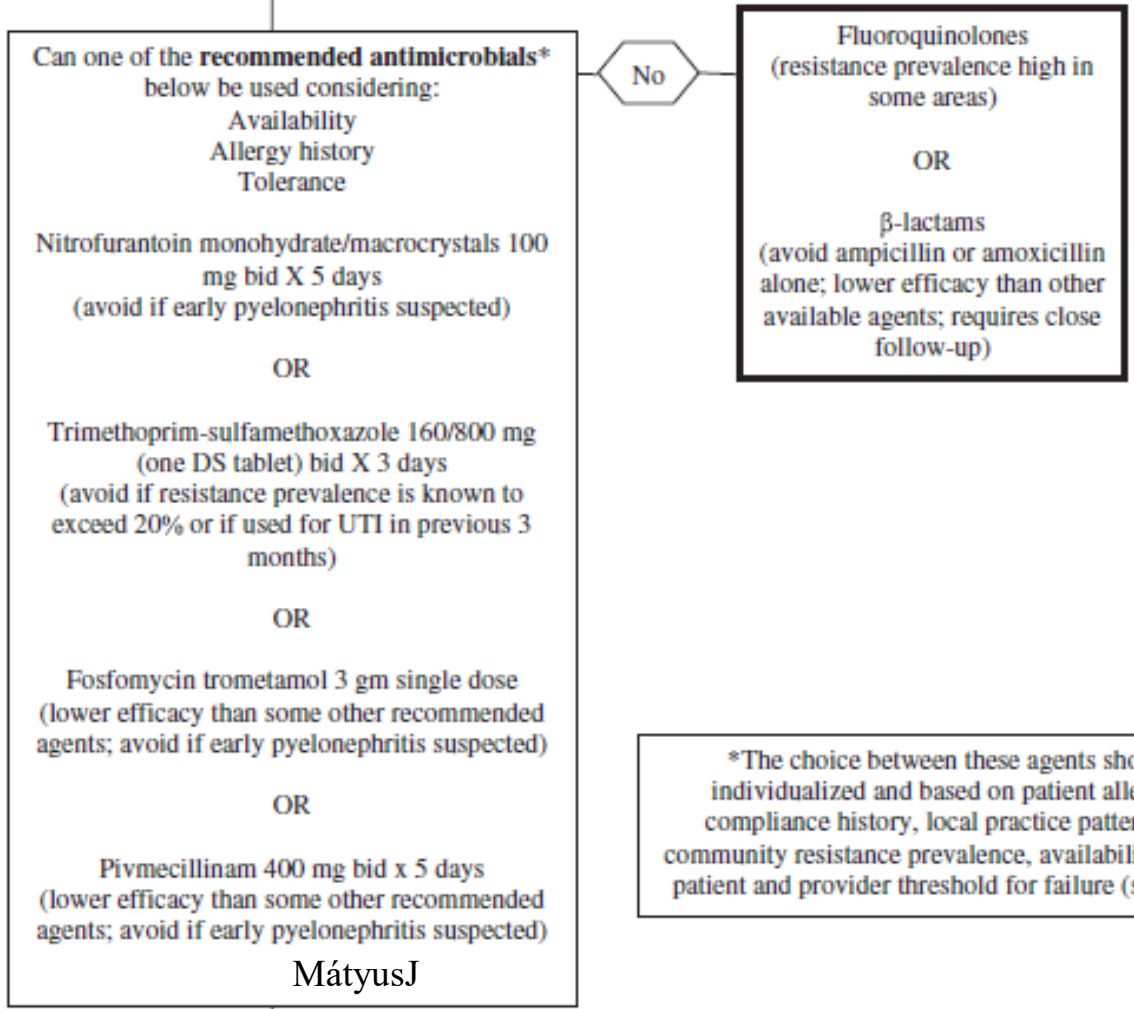 Can one of the recommended antimicrobials*
below be used considering:
Availability
Allergy history
Tolerance
Nitrofurantoin monohydrate/macrocrystals 100
mg bid X 5 days
(avoid if early pyelonephritis suspected)
OR
Trimethoprim-sulfamethoxazole 160/800 mg
(one DS tablet) bid X 3 days
(avoid if resistance prevalence is known to
exceed 20% or if used for UTI in previous 3
months)
OR
Fosfomycin trometamol 3 gm single dose
(lower efficacy than some other recommended
agents; avoid if early pyelonephritis suspected)
OR
Pivmecillinam 400 mg bid x 5 days
(lower efficacy than some other recommended
agents; avoid if early pyelonephritis suspected)
MátyusJ
No
Fluoroquinolones
(resistance prevalence high in
some areas)
OR
β-lactams
(avoid ampicillin or amoxicillin
alone; lower efficacy than other
available agents; requires close
follow-up)
*The choice between these agents sho
individualized and based on patient alle
compliance history, local practice patter
community resistance prevalence, availabili
patient and provider threshold for failure (s